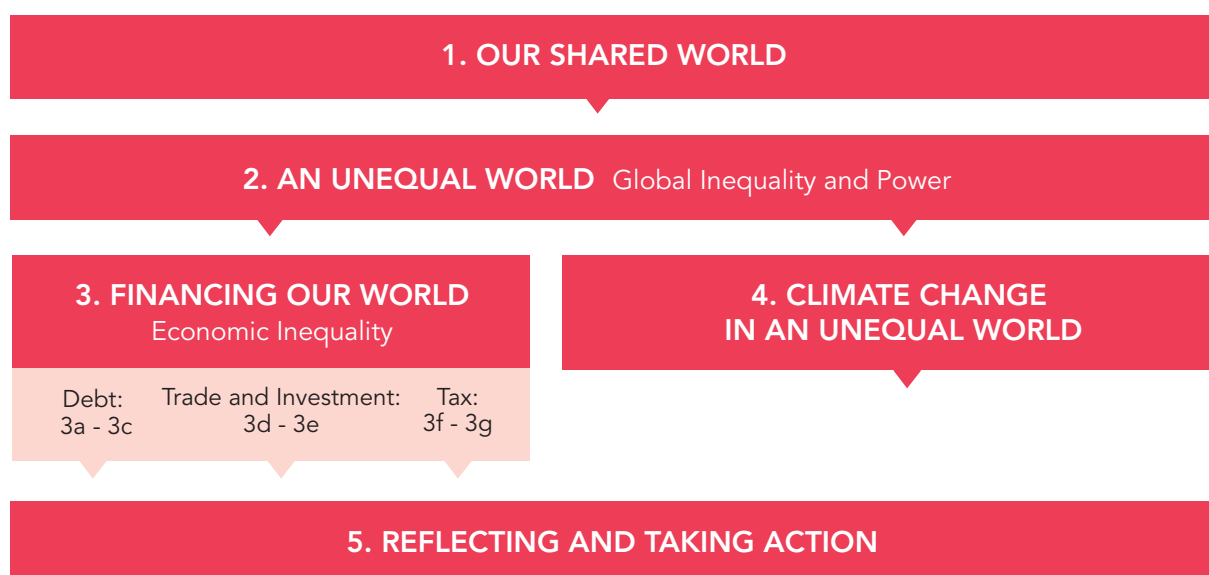 1. OUR SHARED WORLD
2. AN UNEQUAL WORLD Global Inequality and Power
3. FINANCING OUR WORLD
Economic Inequality
Debt:
3a - 3c
Trade and Investment:
3d - 3e
Tax:
3f - 3g
4. CLIMATE CHANGE
IN AN UNEQUAL WORLD
5. REFLECTING AND TAKING ACTION